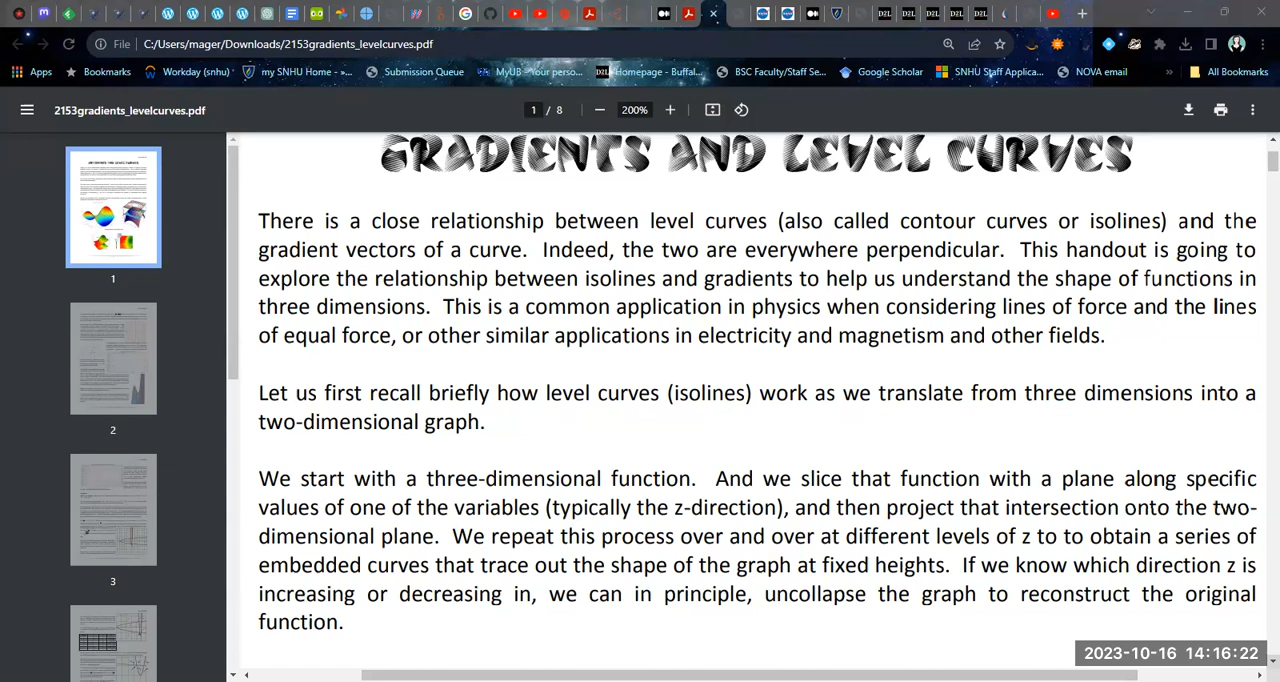 File C:/Users/mager/Downloads/2153gradients_levelcurves.pdf
Apps Bookmarks Workday (snhu) my SNHU Home - »... Submission Queue MyUB - Your perso... Homepage - Buffal... BSC Faculty/Staff Se... Google Scholar SNHU Staff Applica... NOVA email » All Bookmarks
2153gradients_levelcurves.pdf 1 / 8 200%
GRADIENTS AND LEVEL CURVES
There is a close relationship between level curves (also called contour curves or isolines) and the
gradient vectors of a curve. Indeed, the two are everywhere perpendicular. This handout is going to
explore the relationship between isolines and gradients to help us understand the shape of functions in
three dimensions. This is a common application in physics when considering lines of force and the lines
of equal force, or other similar applications in electricity and magnetism and other fields.
Let us first recall briefly how level curves (isolines) work as we translate from three dimensions into a
two-dimensional graph.
We start with a three-dimensional function. And we slice that function with a plane along specific
values of one of the variables (typically the z-direction), and then project that intersection onto the two-
dimensional plane. We repeat this process over and over at different levels of z to to obtain a series of
embedded curves that trace out the shape of the graph at fixed heights. If we know which direction z is
increasing or decreasing in, we can in principle, uncollapse the graph to reconstruct the original
function.
1
2
3
2023-10-16 14:16:22